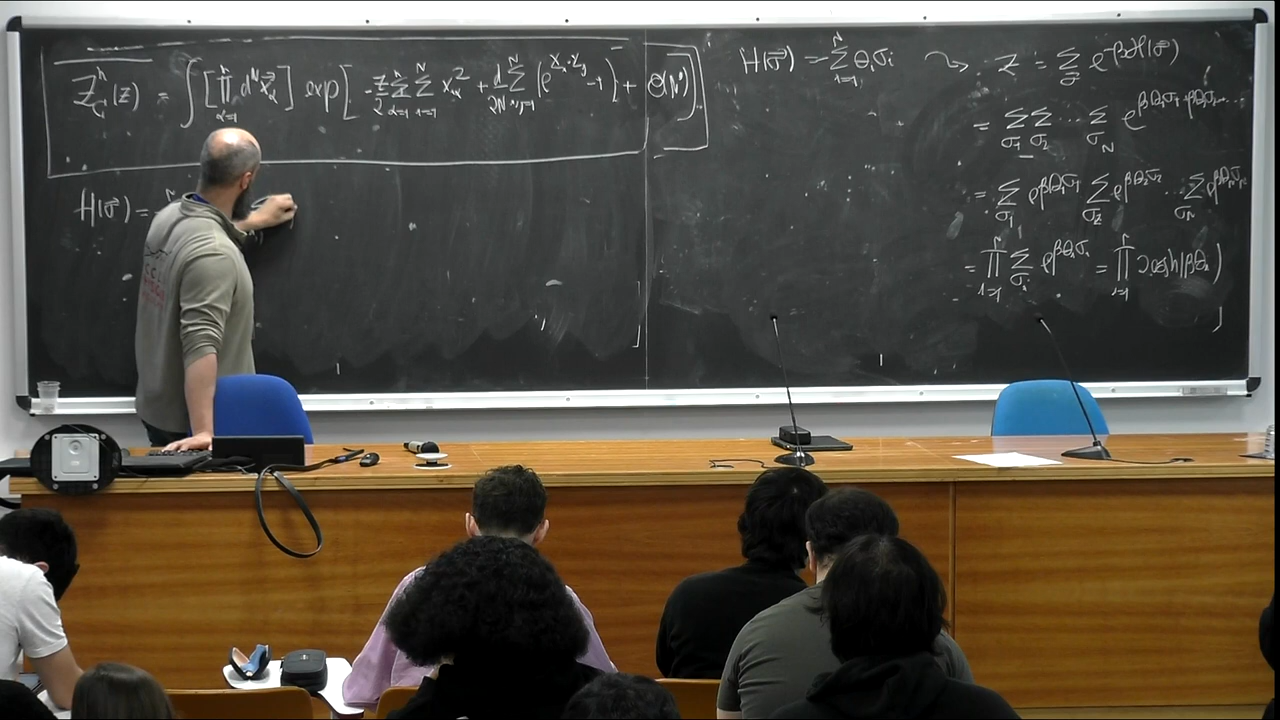 Z^n_C(z) = ∫ [∏_{α=1}^n d^N x⃗_α] exp[ -z/2 Σ_{α=1}^n Σ_{i=1}^N x_{iα}^2 + d/2N Σ_{i,j=1}^N (e^{x⃗_i · x⃗_j} - 1) + O(N^0) ]
H(σ⃗) =
H(σ⃗) = Σ_{i=1}^N θ_i σ_i ⤳ Z = Σ_{σ⃗} e^{-βH(σ⃗)}
= Σ_{σ_1} Σ_{σ_2} ... Σ_{σ_N} e^{βθ_1σ_1 + βθ_2σ_2 ...}
= Σ_{σ_1} e^{βθ_1σ_1} Σ_{σ_2} e^{βθ_2σ_2} ... Σ_{σ_N} e^{βθ_Nσ_N}
= ∏_{i=1}^N Σ_{σ_i} e^{βθ_iσ_i} = ∏_{i=1}^N 2cosh(βθ_i)